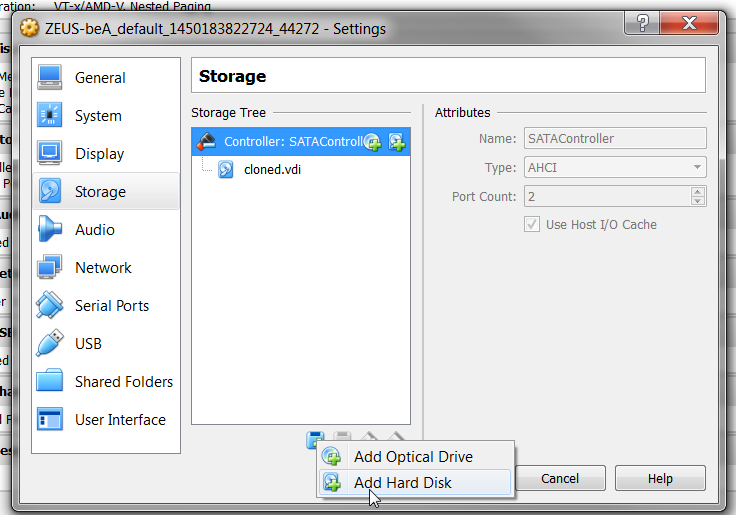 ration: VT-x/AMD-V, Nested Paging
ZEUS-beA_default_1450183822724_44272 - Settings
?
General
System
Display
Storage
Audio
Network
Serial Ports
USB
Shared Folders
User Interface
Storage
Storage Tree
Controller: SATAControll
cloned.vdi
Attributes
Name: SATAController
Type: AHCI
Port Count: 2
Use Host I/O Cache
Add Optical Drive
Add Hard Disk
Cancel
Help